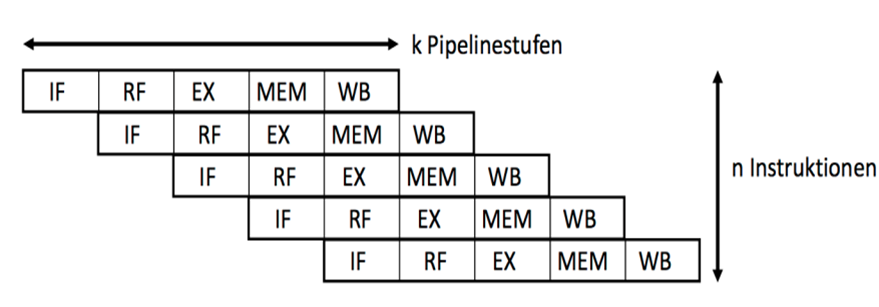 k Pipelinestufen
IF RF EX MEM WB
IF RF EX MEM WB
IF RF EX MEM WB
n Instruktionen
IF RF EX MEM WB
IF RF EX MEM WB